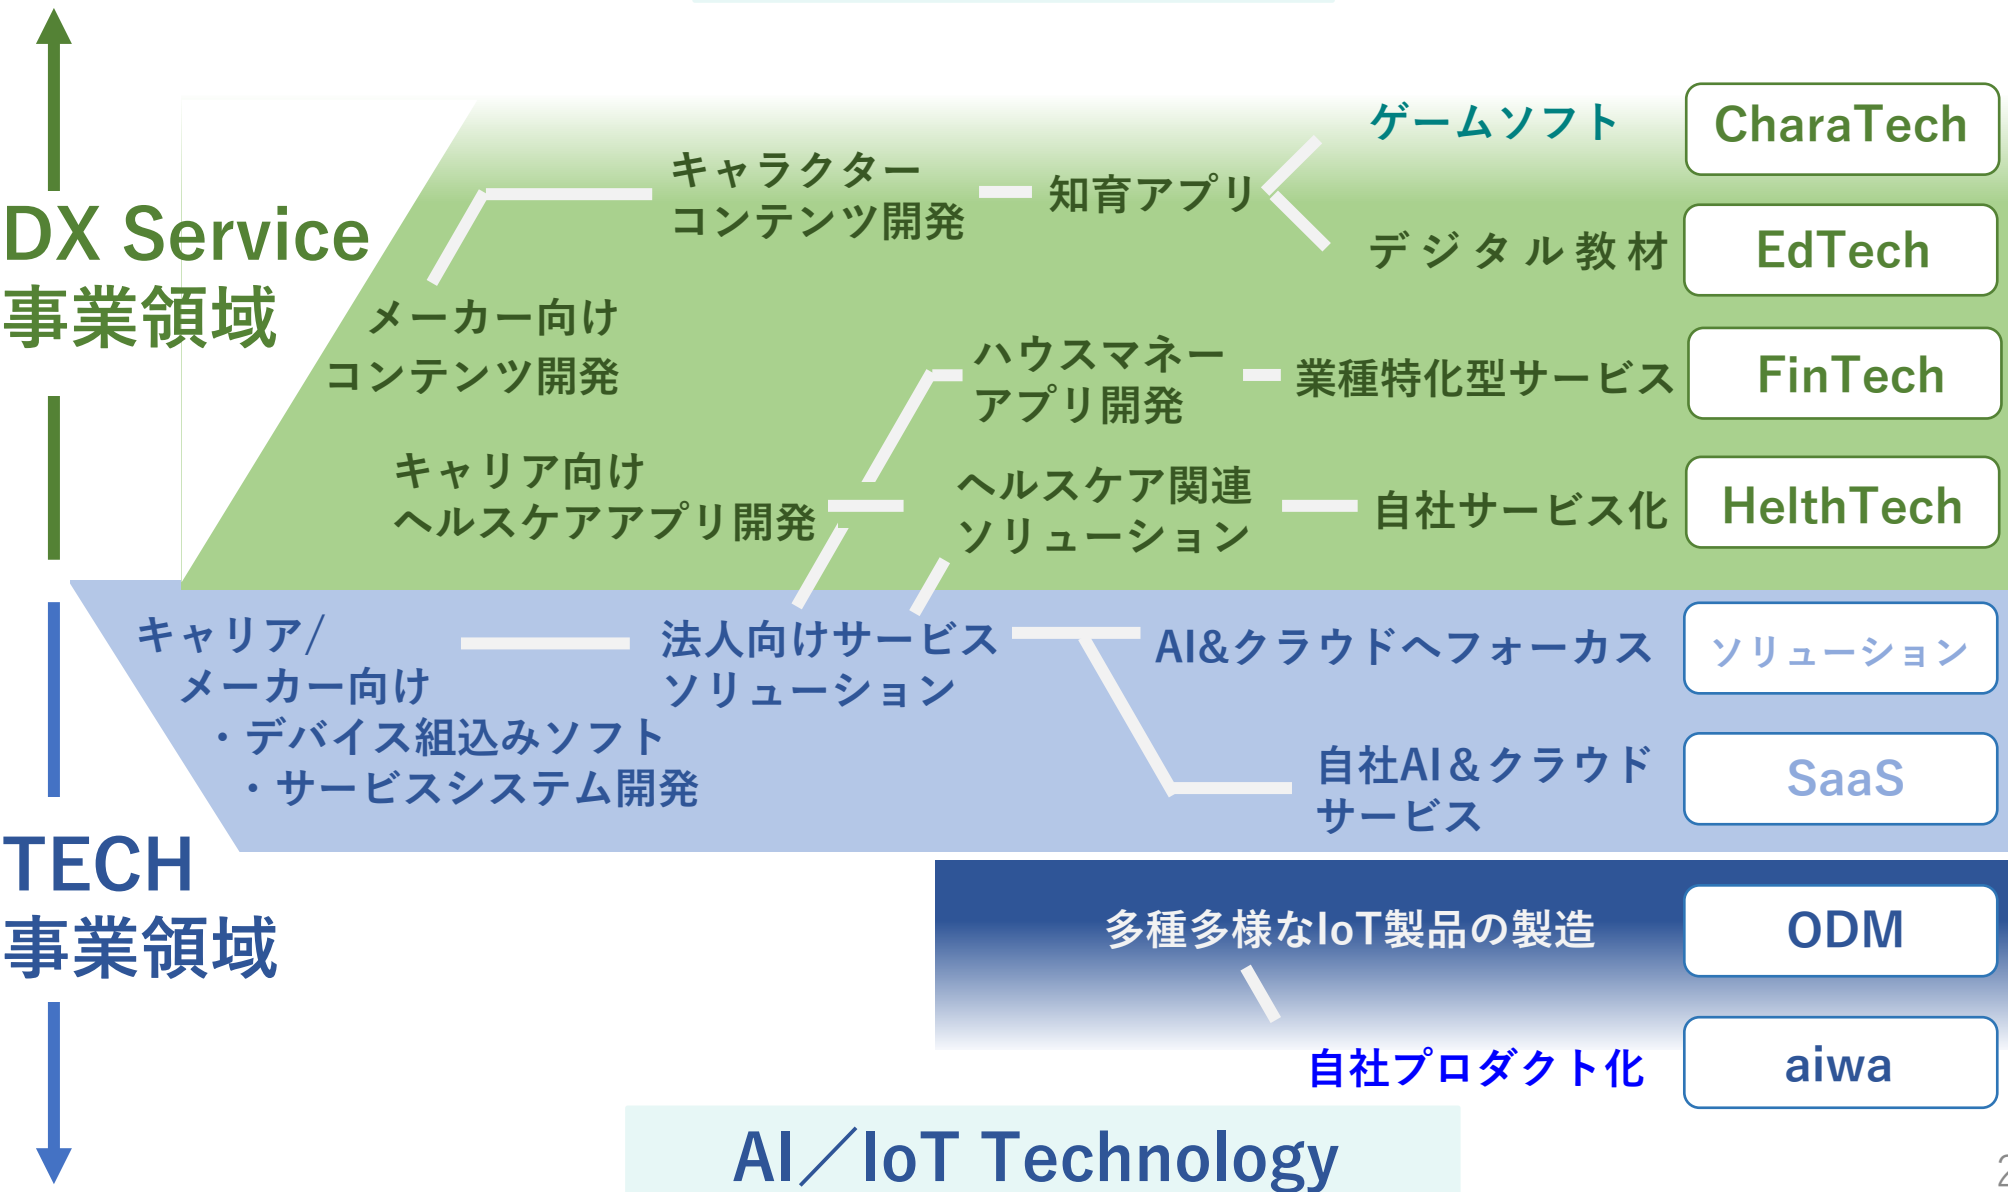 DX Service
事業領域
キャラクター
コンテンツ開発
知育アプリ
ゲームソフト
CharaTech
デジタル教材
EdTech
メーカー向け
コンテンツ開発
ハウスマネー
アプリ開発
業種特化型サービス
FinTech
キャリア向け
ヘルスケアアプリ開発
ヘルスケア関連
ソリューション
自社サービス化
HelthTech
TECH
事業領域
キャリア/
メーカー向け
・デバイス組込みソフト
・サービスシステム開発
法人向けサービス
ソリューション
AI&クラウドへフォーカス
ソリューション
自社AI&クラウド
サービス
SaaS
多種多様なIoT製品の製造
ODM
自社プロダクト化
aiwa
AI／IoT Technology